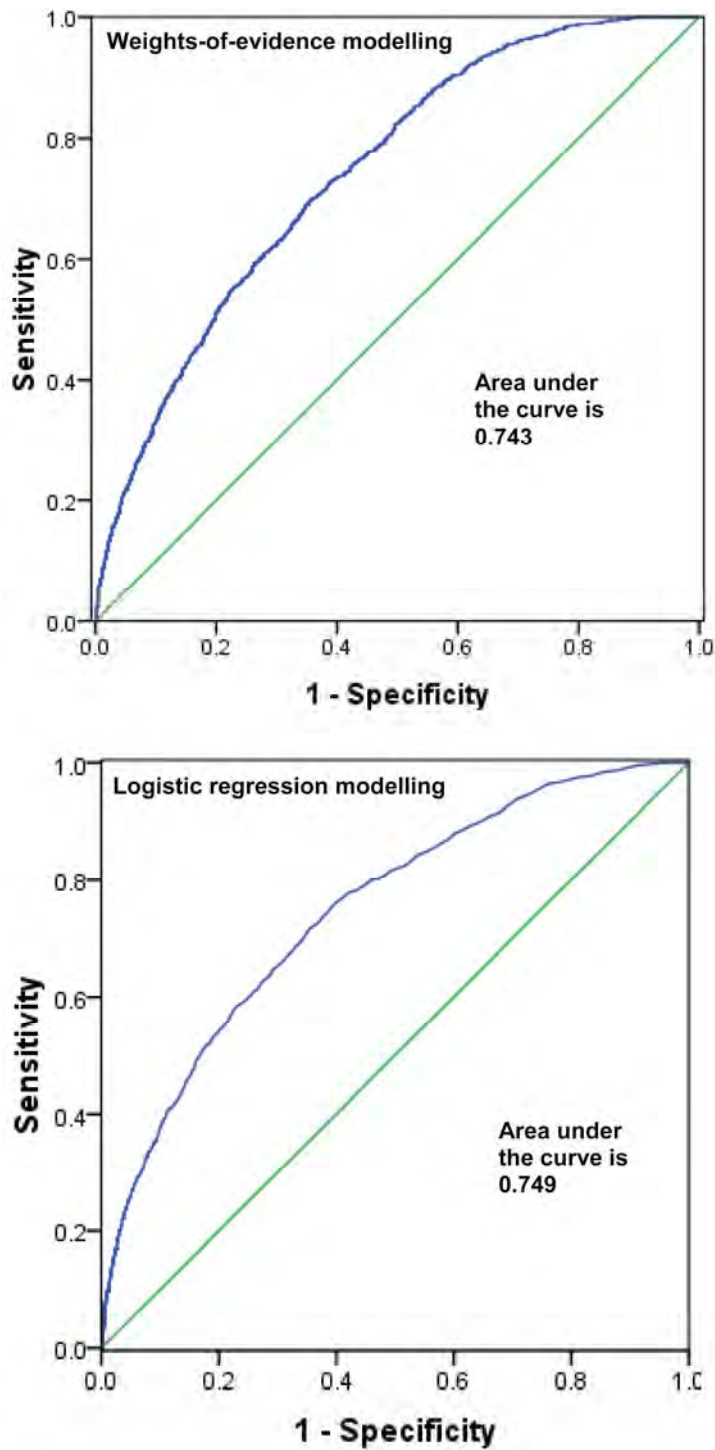 Weights-of-evidence modelling
1.0
0.8
0.6
0.4
0.2
0.0
Sensitivity
Area under
the curve is
0.743
0.0 0.2 0.4 0.6 0.8 1.0
1 - Specificity
Logistic regression modelling
1.0
0.8
0.6
0.4
0.2
0.0
Sensitivity
Area under
the curve is
0.749
0.0 0.2 0.4 0.6 0.8 1.0
1 - Specificity